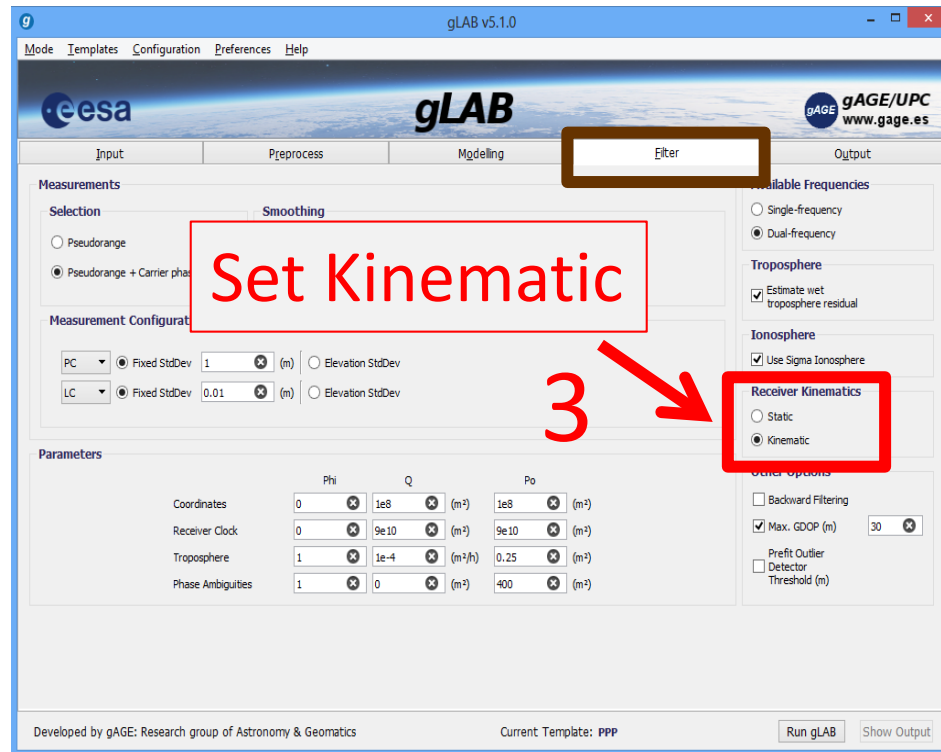 g
gLAB v5.1.0
Mode Templates Configuration Preferences Help
eesa
gLAB
gAGE
gAGE/UPC
www.gage.es
Input Preprocess Modelling Filter Output
Measurements
Selection
Pseudorange
Pseudorange + Carrier phas
Smoothing
Set Kinematic
3
Measurement Configurat
PC Fixed StdDev 1 (m) Elevation StdDev
LC Fixed StdDev 0.01 (m) Elevation StdDev
Parameters
Phi Q Po
Coordinates 0 1e8 (m²) 1e8 (m²)
Receiver Clock 0 9e10 (m²) 9e10 (m²)
Troposphere 1 1e-4 (m²/h) 0.25 (m²)
Phase Ambiguities 1 0 (m²) 400 (m²)
Available Frequencies
Single-frequency
Dual-frequency
Troposphere
Estimate wet
troposphere residual
Ionosphere
Use Sigma Ionosphere
Receiver Kinematics
Static
Kinematic
Other Options
Backward Filtering
Max. GDOP (m) 30
Prefit Outlier
Detector
Threshold (m)
Developed by gAGE: Research group of Astronomy & Geomatics
Current Template: PPP
Run gLAB Show Output